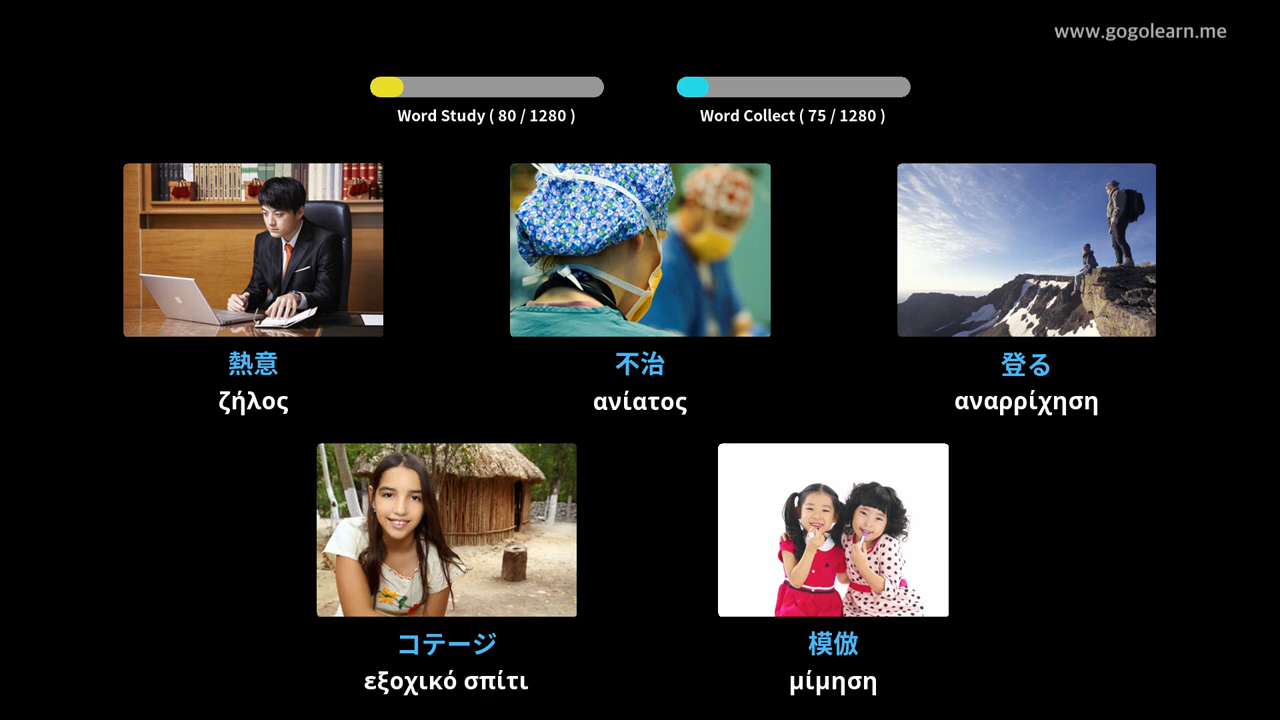 www.gogolearn.me
Word Study ( 80 / 1280 )
Word Collect ( 75 / 1280 )
熱意
ζήλος
不治
ανίατος
登る
αναρρίχηση
コテージ
εξοχικό σπίτι
模倣
μίμηση